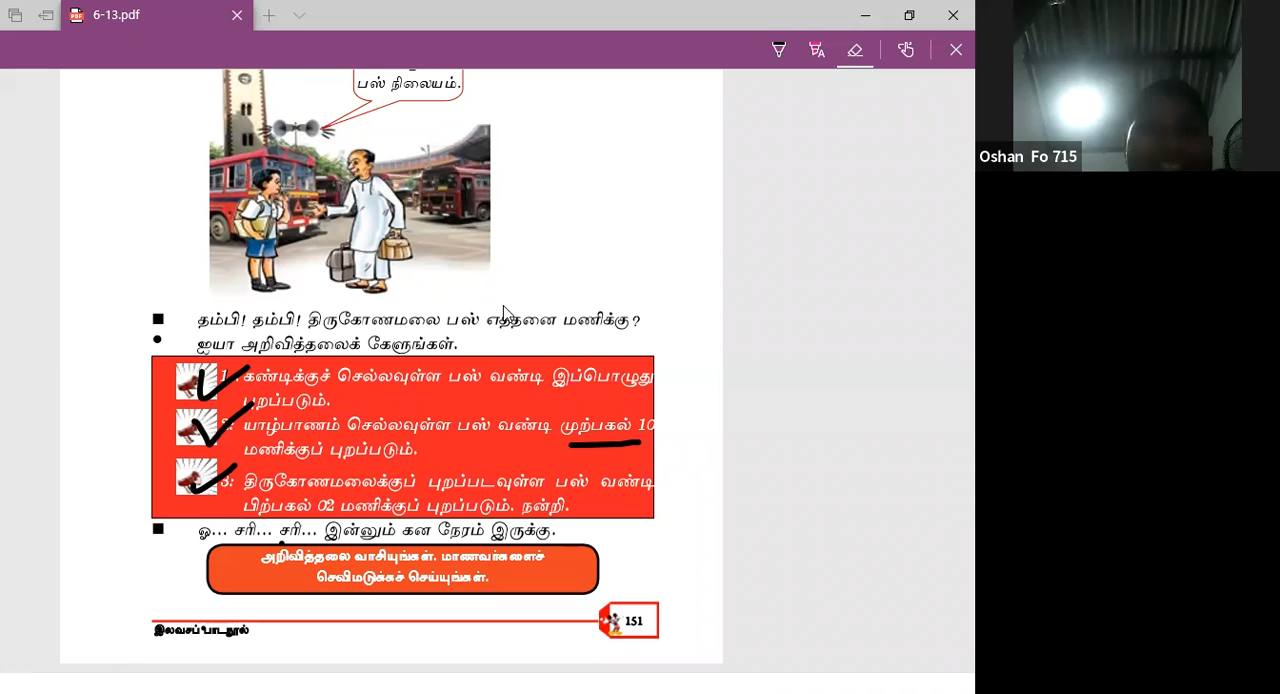 6-13.pdf
Oshan Fo 715
பஸ் நிலையம்.
தம்பி! தம்பி! திருகோணமலை பஸ் எத்தனை மணிக்கு?
ஐயா அறிவித்தலைக் கேளுங்கள்.
கண்டிக்குச் செல்லவுள்ள பஸ் வண்டி இப்பொழுது
புறப்படும்.
யாழ்பாணம் செல்லவுள்ள பஸ் வண்டி முற்பகல் 10
மணிக்குப் புறப்படும்.
3: திருகோணமலைக்குப் புறப்படவுள்ள பஸ் வண்டி
பிற்பகல் 02 மணிக்குப் புறப்படும். நன்றி.
ஓ... சரி... சரி... இன்னும் கன நேரம் இருக்கு.
அறிவித்தலை வாசியுங்கள். மாணவர்களைச்
செவிமடுக்கச் செய்யுங்கள்.
இலவசப் பாடநூல்
151